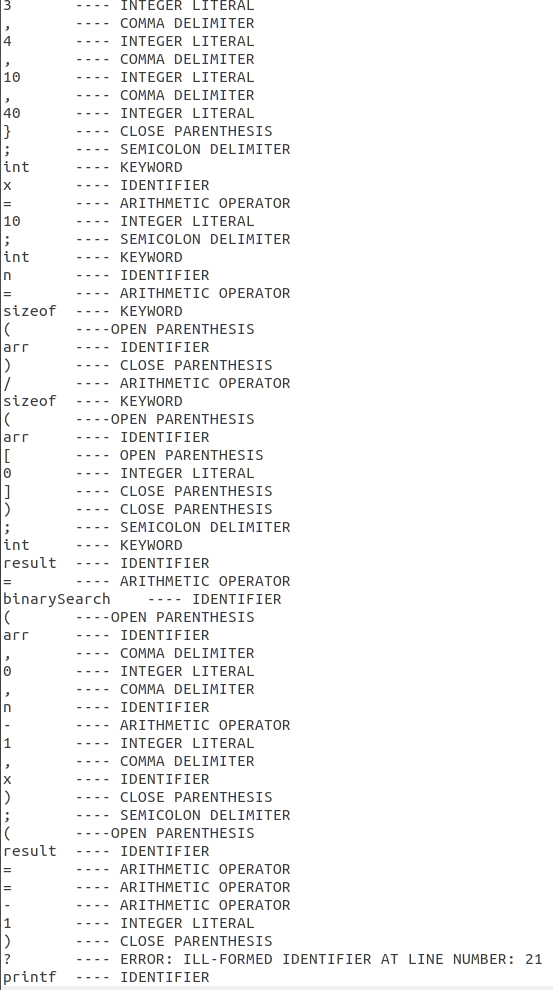 3       ---- INTEGER LITERAL
,       ---- COMMA DELIMITER
4       ---- INTEGER LITERAL
,       ---- COMMA DELIMITER
10      ---- INTEGER LITERAL
,       ---- COMMA DELIMITER
40      ---- INTEGER LITERAL
}       ---- CLOSE PARENTHESIS
;       ---- SEMICOLON DELIMITER
int     ---- KEYWORD
x       ---- IDENTIFIER
=       ---- ARITHMETIC OPERATOR
10      ---- INTEGER LITERAL
;       ---- SEMICOLON DELIMITER
int     ---- KEYWORD
n       ---- IDENTIFIER
=       ---- ARITHMETIC OPERATOR
sizeof  ---- KEYWORD
(       ----OPEN PARENTHESIS
arr     ---- IDENTIFIER
)       ---- CLOSE PARENTHESIS
/       ---- ARITHMETIC OPERATOR
sizeof  ---- KEYWORD
(       ----OPEN PARENTHESIS
arr     ---- IDENTIFIER
[       ---- OPEN PARENTHESIS
0       ---- INTEGER LITERAL
]       ---- CLOSE PARENTHESIS
)       ---- CLOSE PARENTHESIS
;       ---- SEMICOLON DELIMITER
int     ---- KEYWORD
result  ---- IDENTIFIER
=       ---- ARITHMETIC OPERATOR
binarySearch    ---- IDENTIFIER
(       ----OPEN PARENTHESIS
arr     ---- IDENTIFIER
,       ---- COMMA DELIMITER
0       ---- INTEGER LITERAL
,       ---- COMMA DELIMITER
n       ---- IDENTIFIER
-       ---- ARITHMETIC OPERATOR
1       ---- INTEGER LITERAL
,       ---- COMMA DELIMITER
x       ---- IDENTIFIER
)       ---- CLOSE PARENTHESIS
;       ---- SEMICOLON DELIMITER
(       ----OPEN PARENTHESIS
result  ---- IDENTIFIER
=       ---- ARITHMETIC OPERATOR
=       ---- ARITHMETIC OPERATOR
-       ---- ARITHMETIC OPERATOR
1       ---- INTEGER LITERAL
)       ---- CLOSE PARENTHESIS
?       ---- ERROR: ILL-FORMED IDENTIFIER AT LINE NUMBER: 21
printf  ---- IDENTIFIER